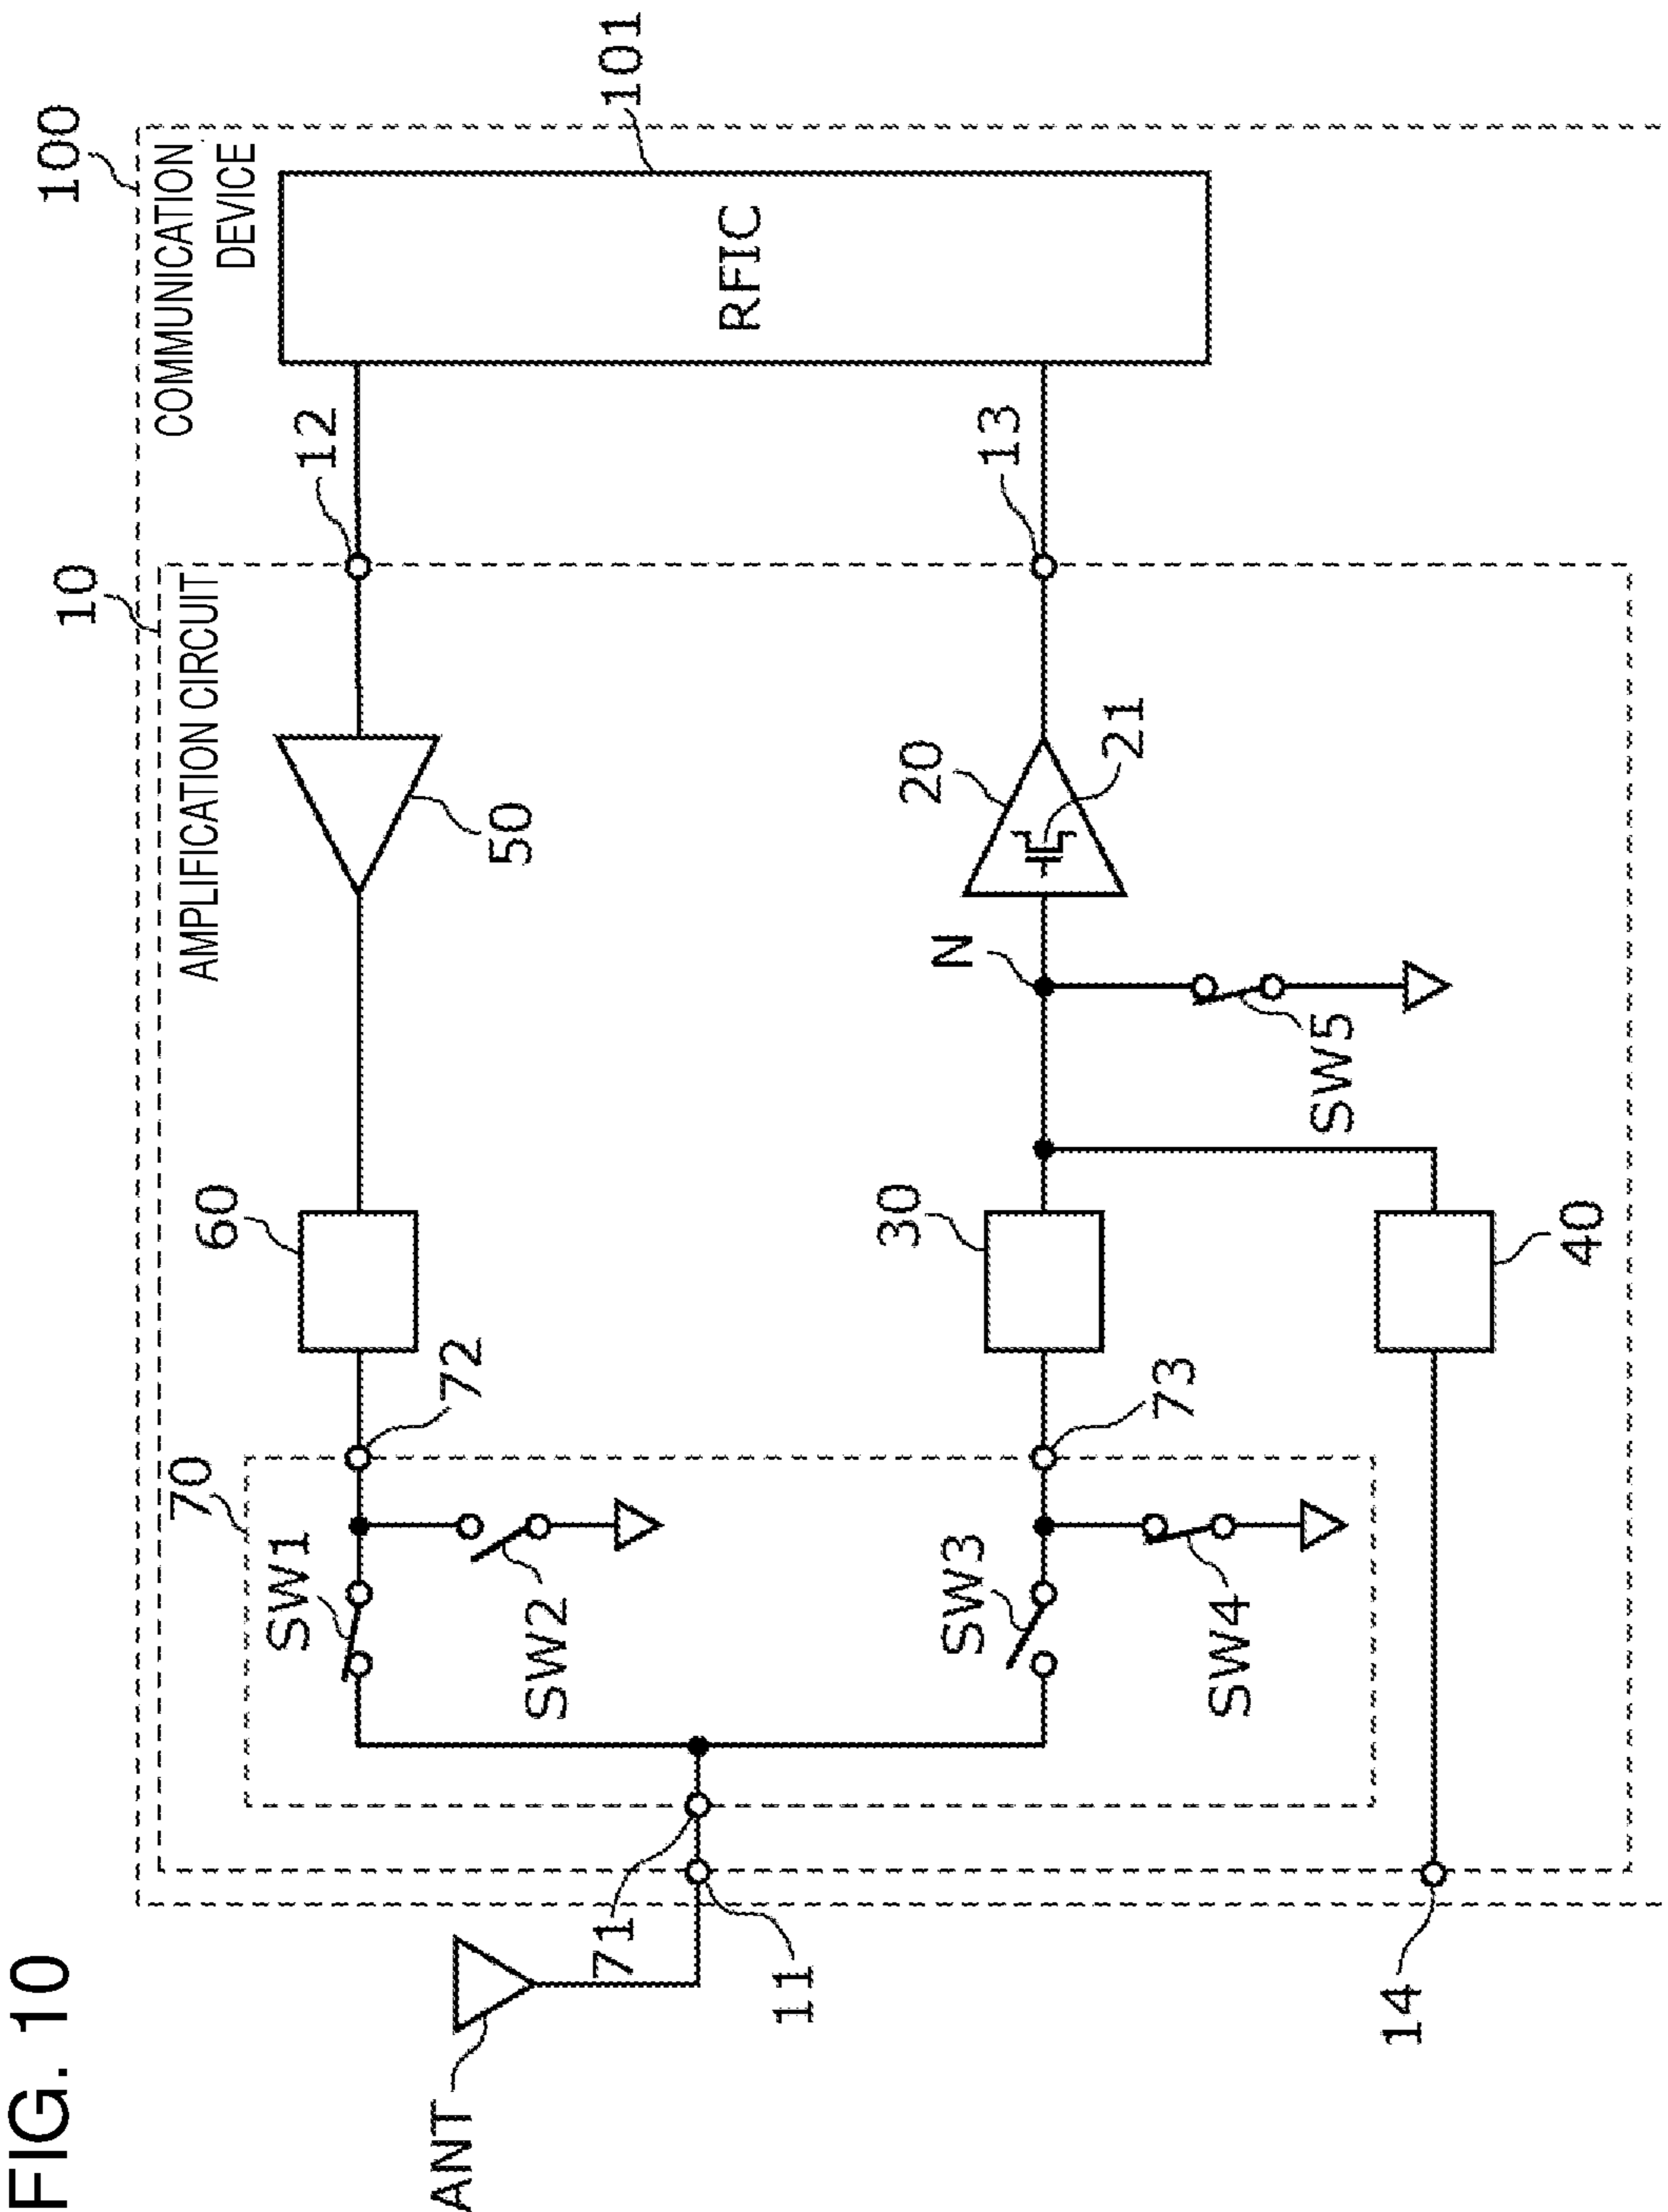 FIG. 10
100
COMMUNICATION
DEVICE
10
AMPLIFICATION CIRCUIT
70
SW1
60
72
50
12
101
RFIC
ANT
71
SW2
11
SW3
73
30
N
20
21
13
SW4
SW5
14
40